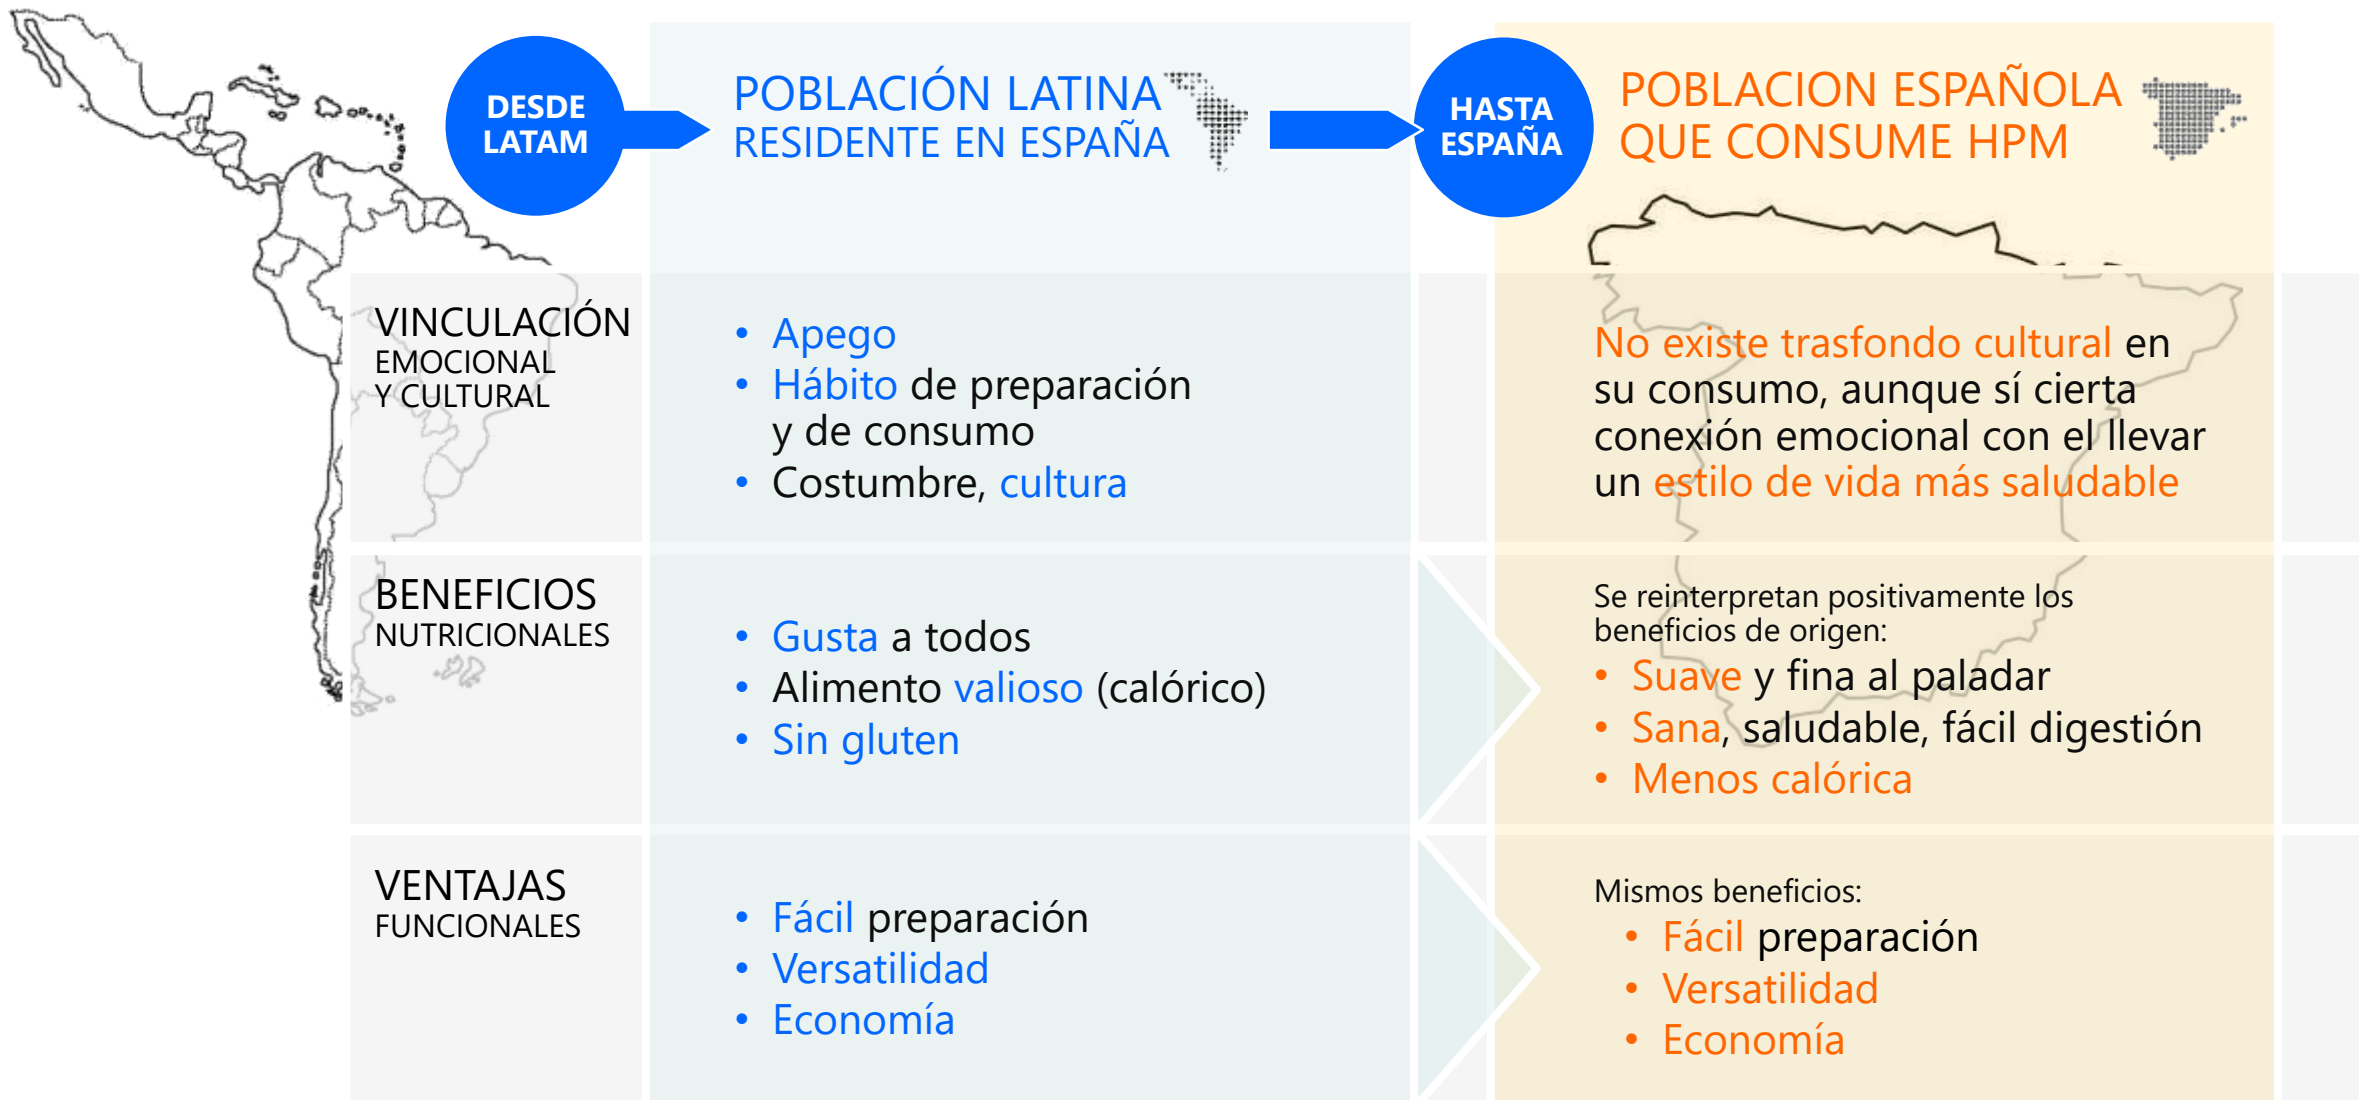 DESDE
LATAM
POBLACIÓN LATINA
RESIDENTE EN ESPAÑA
HASTA
ESPAÑA
POBLACION ESPAÑOLA
QUE CONSUME HPM
VINCULACIÓN
EMOCIONAL
Y CULTURAL
• Apego
• Hábito de preparación
y de consumo
• Costumbre, cultura
No existe trasfondo cultural en
su consumo, aunque sí cierta
conexión emocional con el llevar
un estilo de vida más saludable
BENEFICIOS
NUTRICIONALES
• Gusta a todos
• Alimento valioso (calórico)
• Sin gluten
Se reinterpretan positivamente los
beneficios de origen:
• Suave y fina al paladar
• Sana, saludable, fácil digestión
• Menos calórica
VENTAJAS
FUNCIONALES
• Fácil preparación
• Versatilidad
• Economía
Mismos beneficios:
• Fácil preparación
• Versatilidad
• Economía